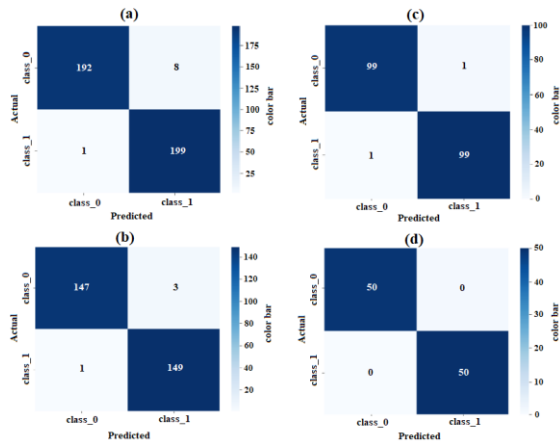 (a)
class_0
192
8
Actual
class_1
1
199
class_0
class_1
Predicted
175
150
125
100
75
50
25
color bar
(c)
class_0
99
1
Actual
class_1
1
99
class_0
class_1
Predicted
100
80
60
40
20
0
color bar
(b)
class_0
147
3
Actual
class_1
1
149
class_0
class_1
Predicted
140
120
100
80
60
40
20
color bar
(d)
class_0
50
0
Actual
class_1
0
50
class_0
class_1
Predicted
50
40
30
20
10
0
color bar